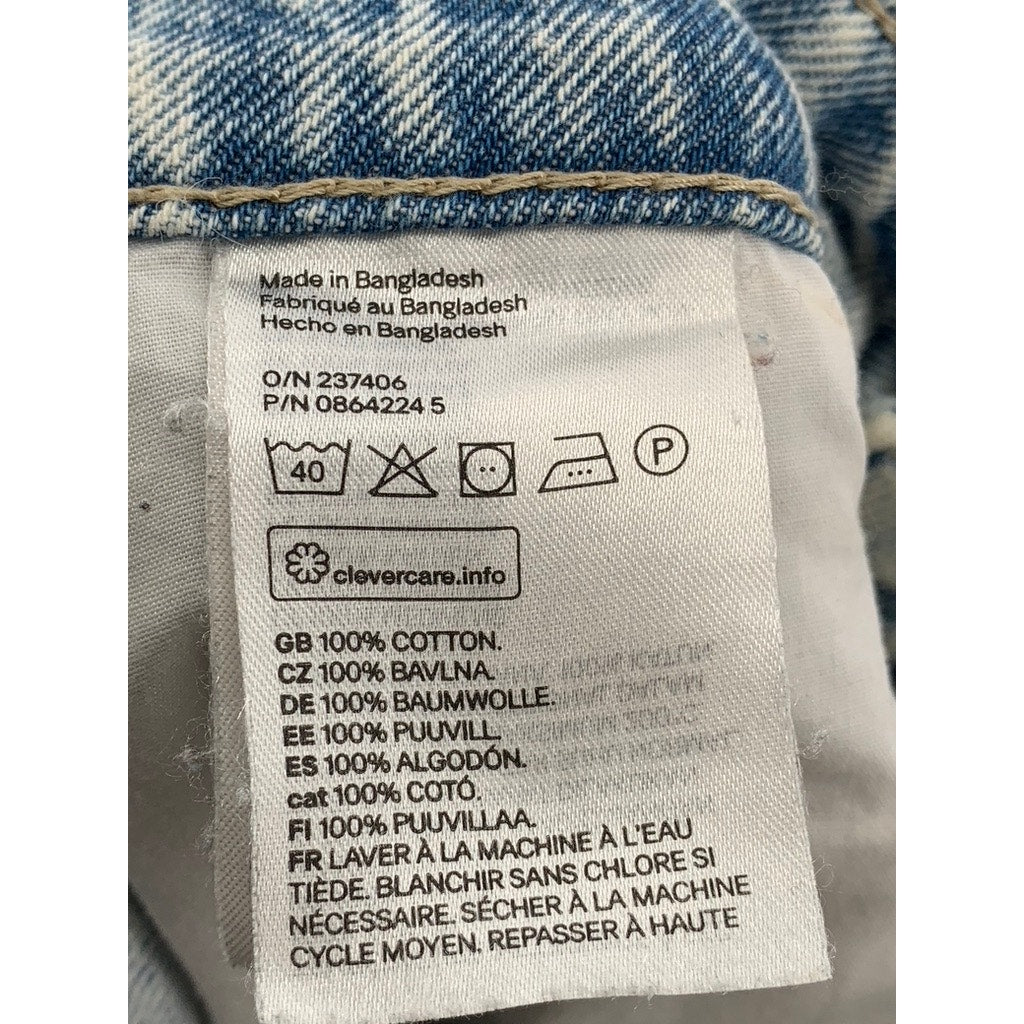 Made in Bangladesh
Fabriqué au Bangladesh
Hecho en Bangladesh
O/N 237406
P/N 0864224 5
40
P
clevercare.info
GB 100% COTTON.
CZ 100% BAVLNA.
DE 100% BAUMWOLLE.
EE 100% PUUVILL.
ES 100% ALGODÓN.
cat 100% COTÓ.
FI 100% PUUVILLAA.
FR LAVER À LA MACHINE À L'EAU
TIÈDE. BLANCHIR SANS CHLORE SI
NÉCESSAIRE. SÉCHER À LA MACHINE
CYCLE MOYEN. REPASSER À HAUTE